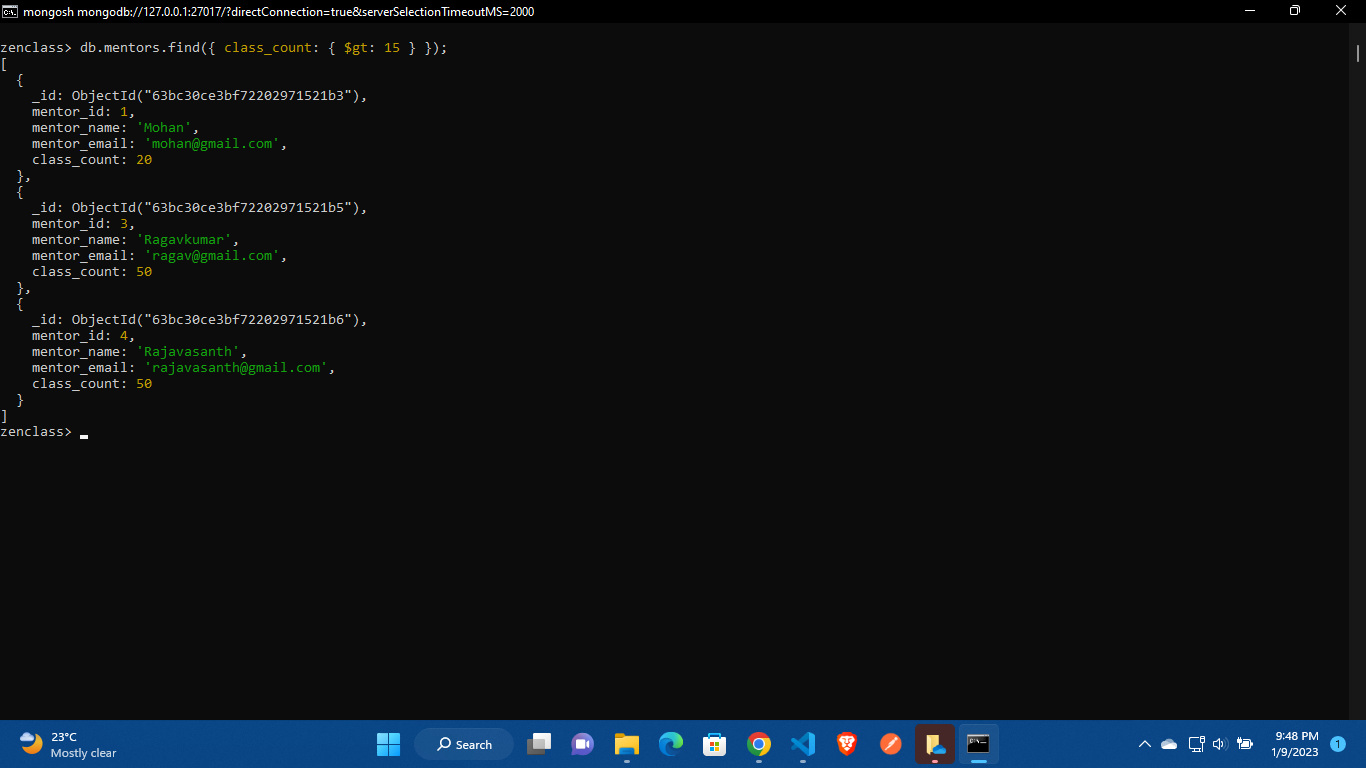 mongosh mongodb://127.0.0.1:27017/?directConnection=true&serverSelectionTimeoutMS=2000
zenclass> db.mentors.find({ class_count: { $gt: 15 } });
[
  {
    _id: ObjectId("63bc30ce3bf72202971521b3"),
    mentor_id: 1,
    mentor_name: 'Mohan',
    mentor_email: 'mohan@gmail.com',
    class_count: 20
  },
  {
    _id: ObjectId("63bc30ce3bf72202971521b5"),
    mentor_id: 3,
    mentor_name: 'Ragavkumar',
    mentor_email: 'ragav@gmail.com',
    class_count: 50
  },
  {
    _id: ObjectId("63bc30ce3bf72202971521b6"),
    mentor_id: 4,
    mentor_name: 'Rajavasanth',
    mentor_email: 'rajavasanth@gmail.com',
    class_count: 50
  }
]
zenclass>
23°C
Mostly clear
Search
9:48 PM
1/9/2023
1